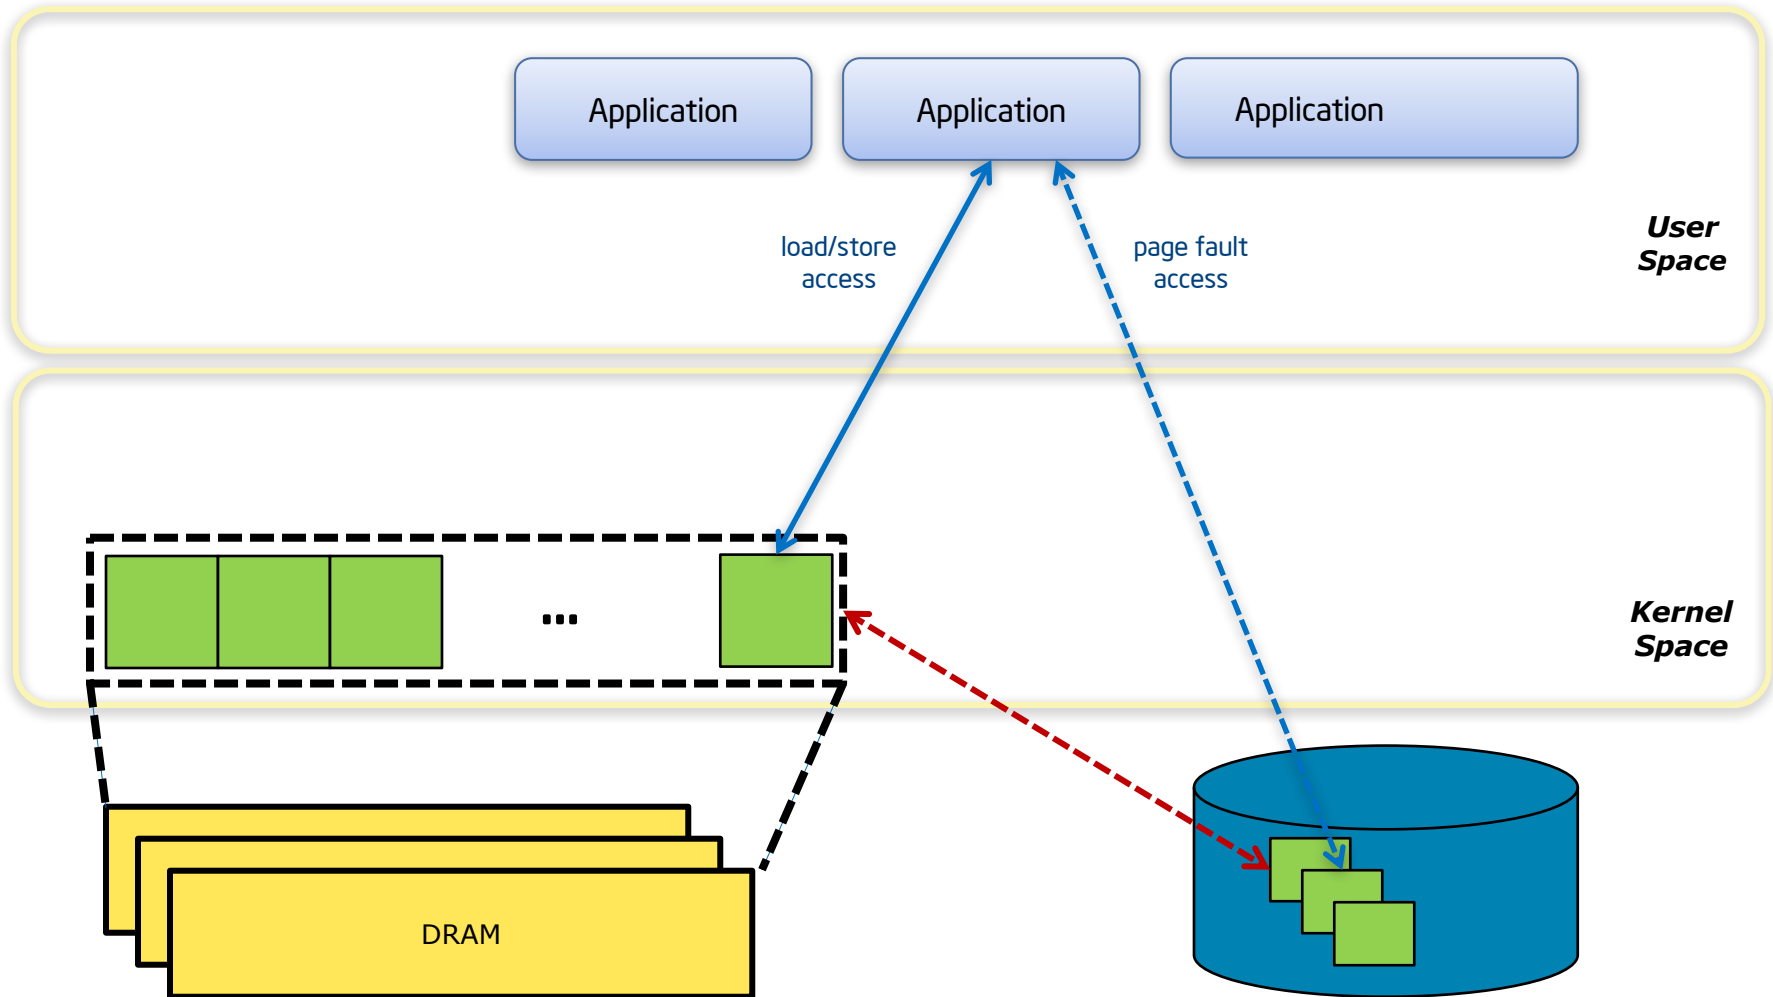 Application
Application
Application
load/store
access
page fault
access
User
Space
...
Kernel
Space
DRAM